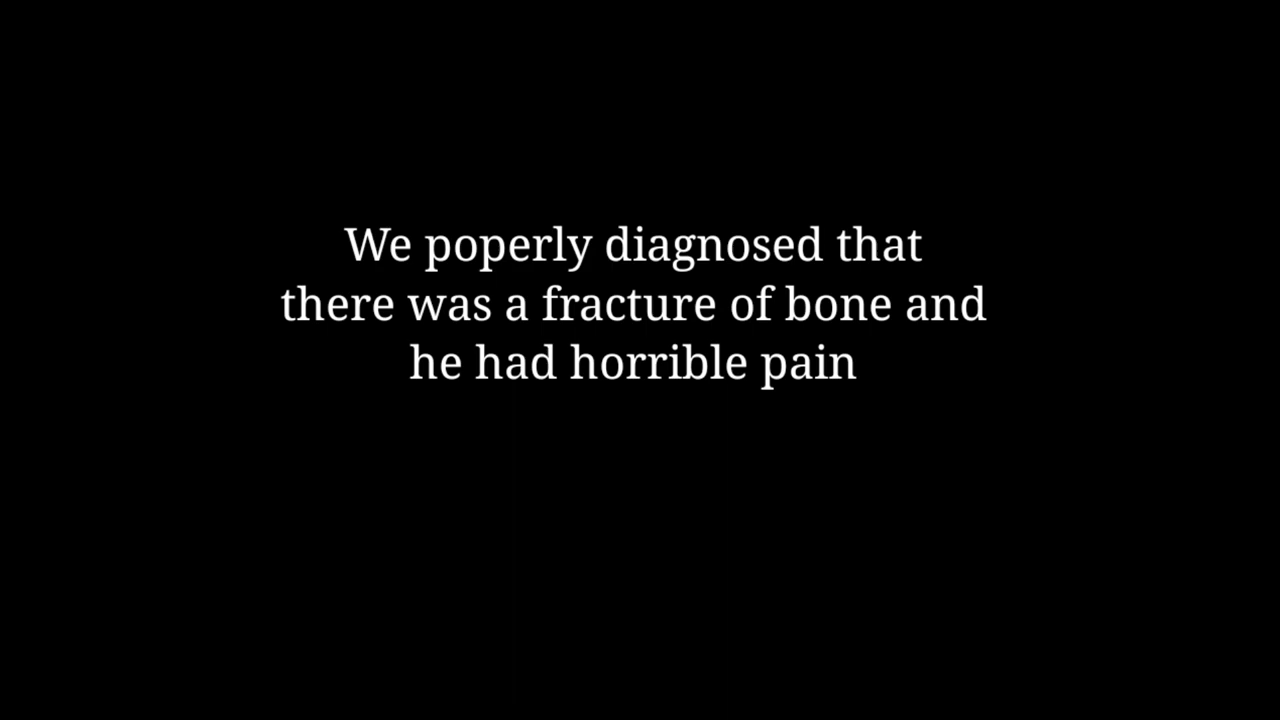 We poperly diagnosed that
there was a fracture of bone and
he had horrible pain